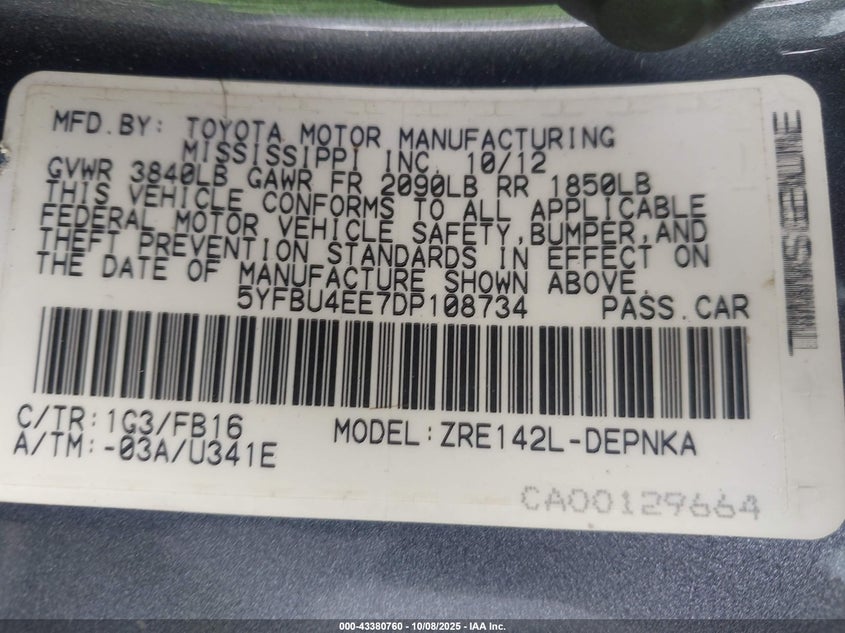 MFD.BY: TOYOTA MOTOR MANUFACTURING
MISSISSIPPI INC. 10/12
GVWR 3840LB GAWR FR 2090LB RR 1850LB
THIS VEHICLE CONFORMS TO ALL APPLICABLE
FEDERAL MOTOR VEHICLE SAFETY,BUMPER,AND
THEFT PREVENTION STANDARDS IN EFFECT ON
THE DATE OF MANUFACTURE SHOWN ABOVE.
5YFBU4EE7DP108734 PASS.CAR
C/TR:1G3/FB16
A/TM:-03A/U341E
MODEL:ZRE142L-DEPNKA
CA00129664
000-43380760 - 10/08/2025 - IAA Inc.